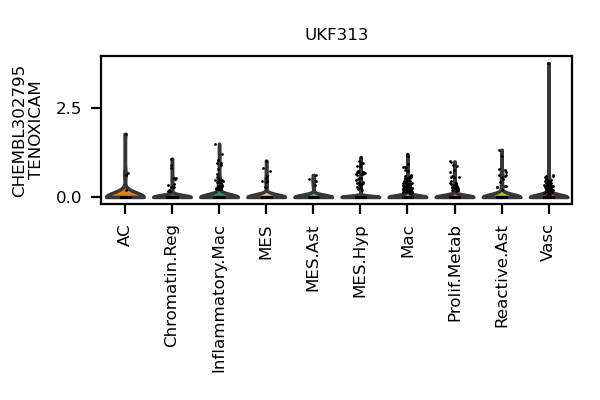 UKF313
CHEMBL302795
TENOXICAM
2.5
0.0
AC
Chromatin.Reg
Inflammatory.Mac
MES
MES.Ast
MES.Hyp
Mac
Prolif.Metab
Reactive.Ast
Vasc